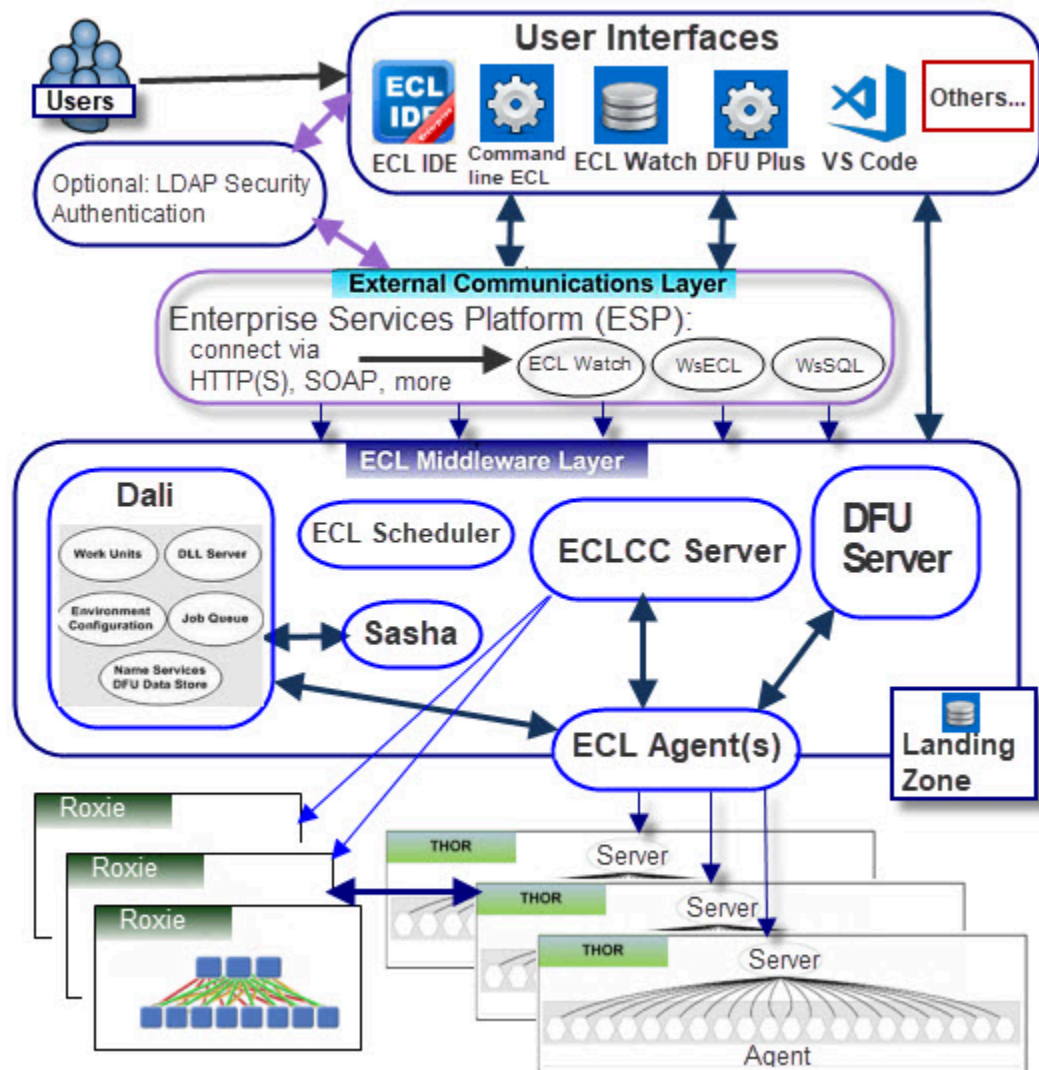 User Interfaces
Users
ECL
IDE
Enterprise
Others...
ECL IDE
Command
line ECL
ECL Watch
DFU Plus
VS Code
Optional: LDAP Security
Authentication
External Communications Layer
Enterprise Services Platform (ESP):
connect via
HTTP(S), SOAP, more
ECL Watch
WsECL
WsSQL
ECL Middleware Layer
Dali
Work Units
DLL Server
Environment
Configuration
Job Queue
Name Services
DFU Data Store
ECL Scheduler
ECLCC Server
DFU
Server
Sasha
ECL Agent(s)
Landing
Zone
Roxie
Roxie
Roxie
THOR
Server
THOR
Server
THOR
Server
Agent